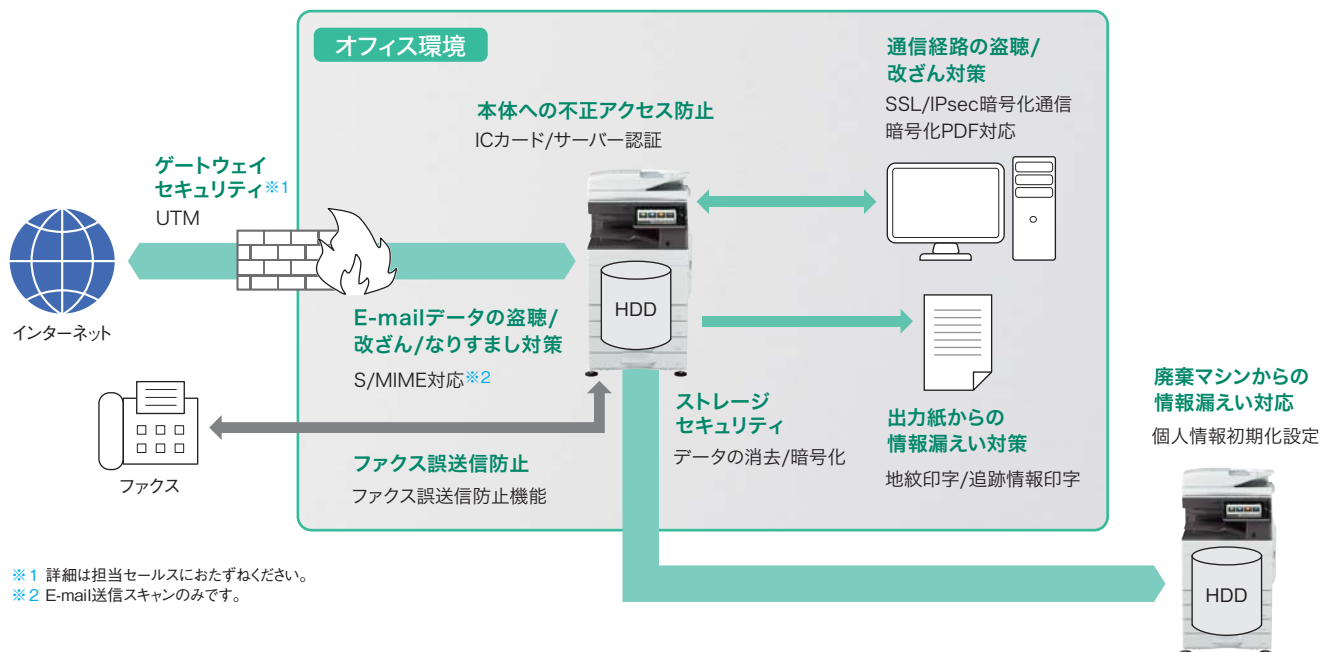 オフィス環境
通信経路の盗聴/
改ざん対策
SSL/IPsec暗号化通信
暗号化PDF対応
本体への不正アクセス防止
ICカード/サーバー認証
ゲートウェイ
セキュリティ※1
UTM
インターネット
HDD
E-mailデータの盗聴/
改ざん/なりすまし対策
S/MIME対応※2
ファクス
ファクス誤送信防止
ファクス誤送信防止機能
ストレージ
セキュリティ
データの消去/暗号化
出力紙からの
情報漏えい対策
地紋印字/追跡情報印字
廃棄マシンからの
情報漏えい対応
個人情報初期化設定
HDD
※1 詳細は担当セールスにおたずねください。
※2 E-mail送信スキャンのみです。